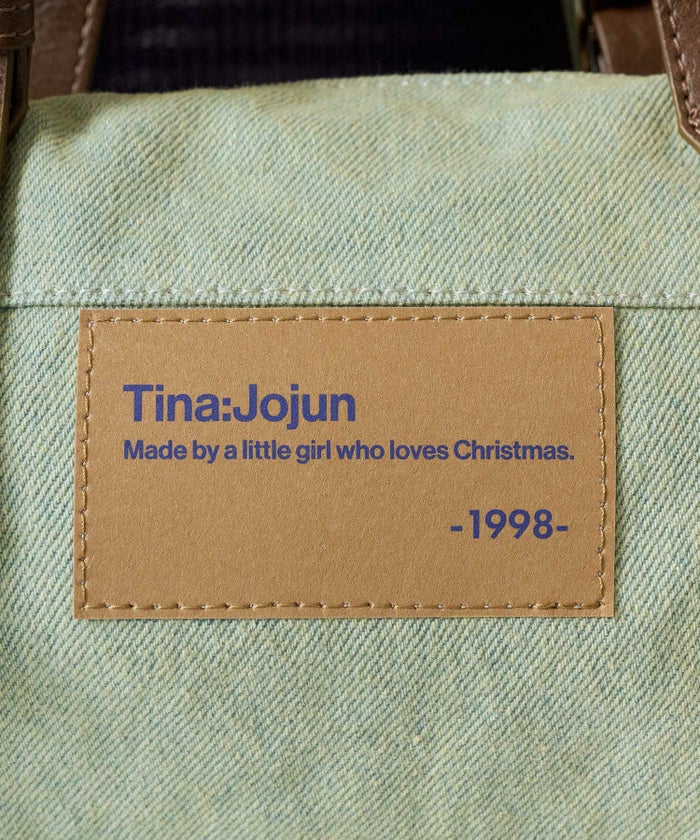 Tina:Jojun
Made by a little girl who loves Christmas.
-1998-